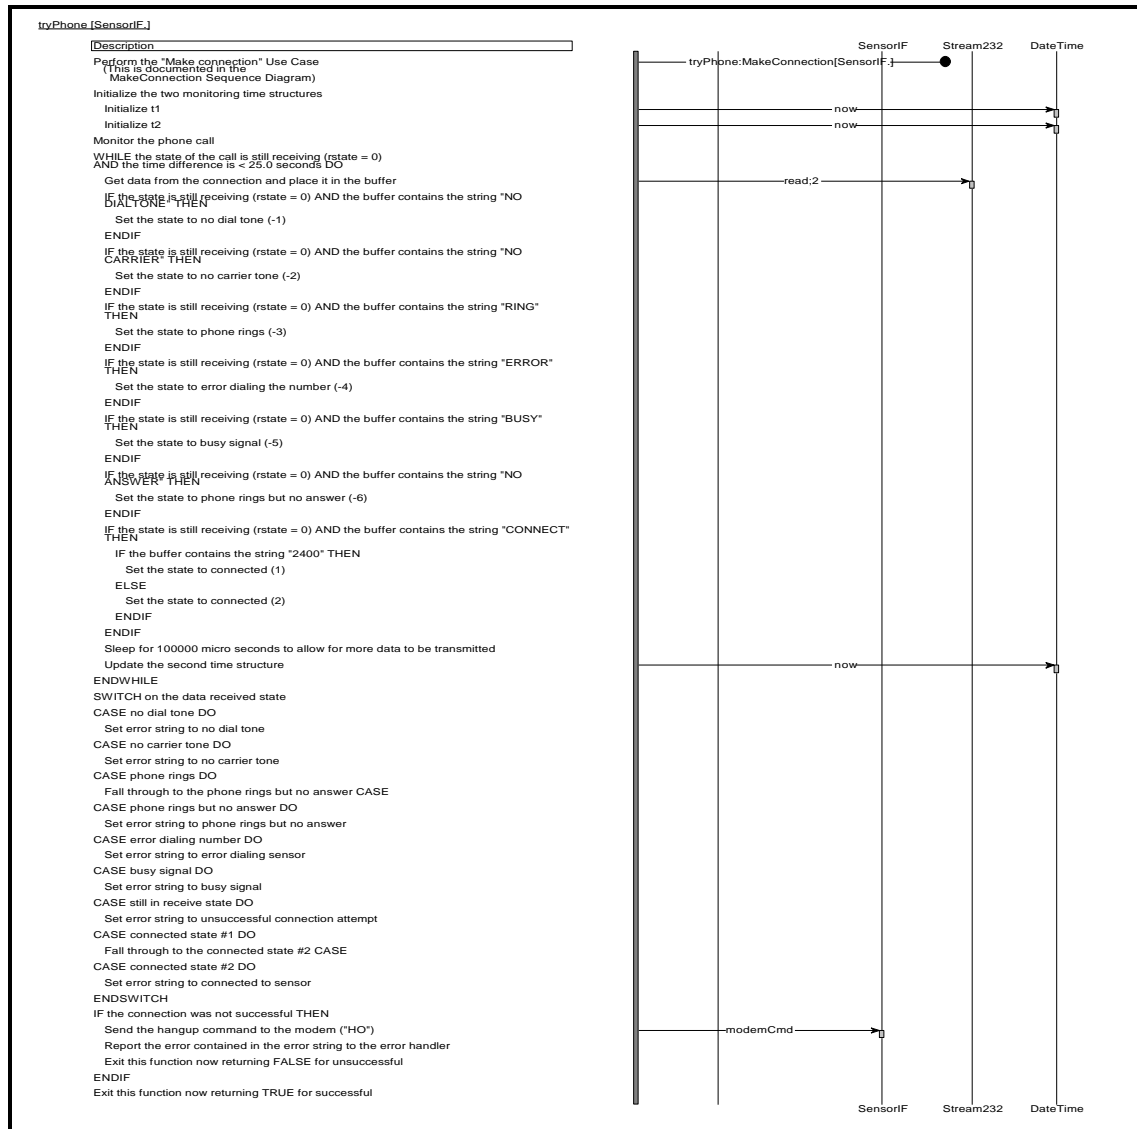 tryPhone [SensorIF.]
Description
SensorIF Stream232 DateTime
Perform the "Make connection" Use Case
(This is documented in the
MakeConnection Sequence Diagram)
tryPhone:MakeConnection[SensorIF.]
Initialize the two monitoring time structures
Initialize t1
now
Initialize t2
now
Monitor the phone call
WHILE the state of the call is still receiving (rstate = 0)
AND the time difference is < 25.0 seconds DO
Get data from the connection and place it in the buffer
read;2
IF the state is still receiving (rstate = 0) AND the buffer contains the string "NO
DIALTONE" THEN
Set the state to no dial tone (-1)
ENDIF
IF the state is still receiving (rstate = 0) AND the buffer contains the string "NO
CARRIER" THEN
Set the state to no carrier tone (-2)
ENDIF
IF the state is still receiving (rstate = 0) AND the buffer contains the string "RING"
THEN
Set the state to phone rings (-3)
ENDIF
IF the state is still receiving (rstate = 0) AND the buffer contains the string "ERROR"
THEN
Set the state to error dialing the number (-4)
ENDIF
IF the state is still receiving (rstate = 0) AND the buffer contains the string "BUSY"
THEN
Set the state to busy signal (-5)
ENDIF
IF the state is still receiving (rstate = 0) AND the buffer contains the string "NO
ANSWER" THEN
Set the state to phone rings but no answer (-6)
ENDIF
IF the state is still receiving (rstate = 0) AND the buffer contains the string "CONNECT"
THEN
IF the buffer contains the string "2400" THEN
Set the state to connected (1)
ELSE
Set the state to connected (2)
ENDIF
ENDIF
Sleep for 100000 micro seconds to allow for more data to be transmitted
Update the second time structure
now
ENDWHILE
SWITCH on the data received state
CASE no dial tone DO
Set error string to no dial tone
CASE no carrier tone DO
Set error string to no carrier tone
CASE phone rings DO
Fall through to the phone rings but no answer CASE
CASE phone rings but no answer DO
Set error string to phone rings but no answer
CASE error dialing number DO
Set error string to error dialing sensor
CASE busy signal DO
Set error string to busy signal
CASE still in receive state DO
Set error string to unsuccessful connection attempt
CASE connected state #1 DO
Fall through to the connected state #2 CASE
CASE connected state #2 DO
Set error string to connected to sensor
ENDSWITCH
IF the connection was not successful THEN
Send the hangup command to the modem ("HO")
modemCmd
Report the error contained in the error string to the error handler
Exit this function now returning FALSE for unsuccessful
ENDIF
Exit this function now returning TRUE for successful
SensorIF Stream232 DateTime